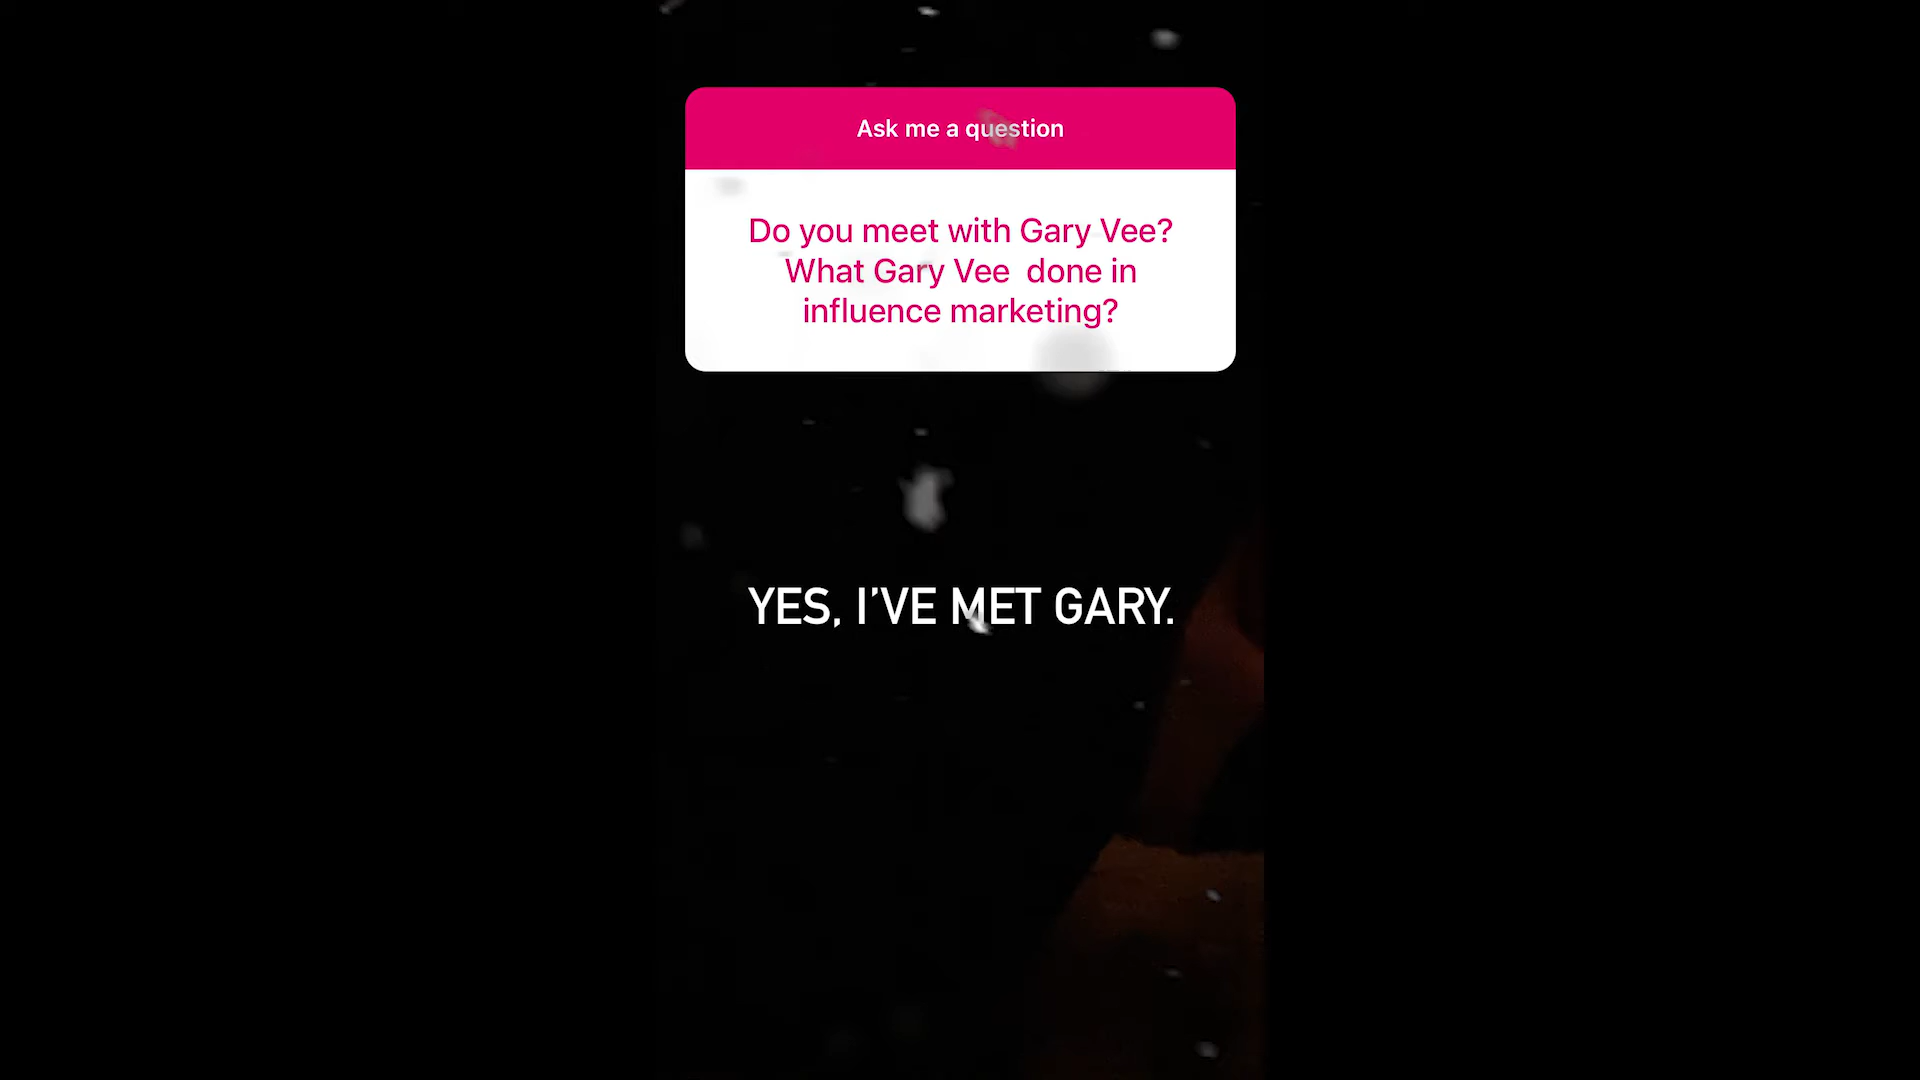 Ask me a question
Do you meet with Gary Vee?
What Gary Vee  done in
influence marketing?
YES, I’VE MET GARY.